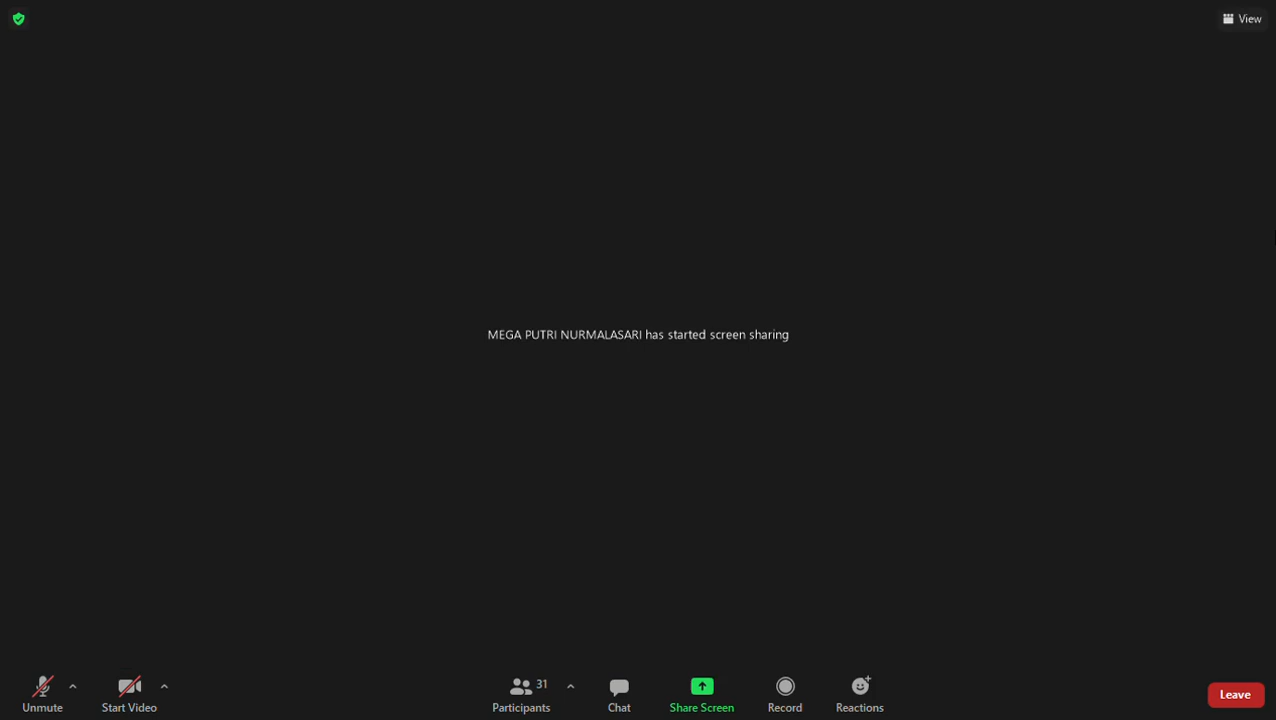 View
MEGA PUTRI NURMALASARI has started screen sharing
31
Unmute
Start Video
Participants
Chat
Share Screen
Record
Reactions
Leave